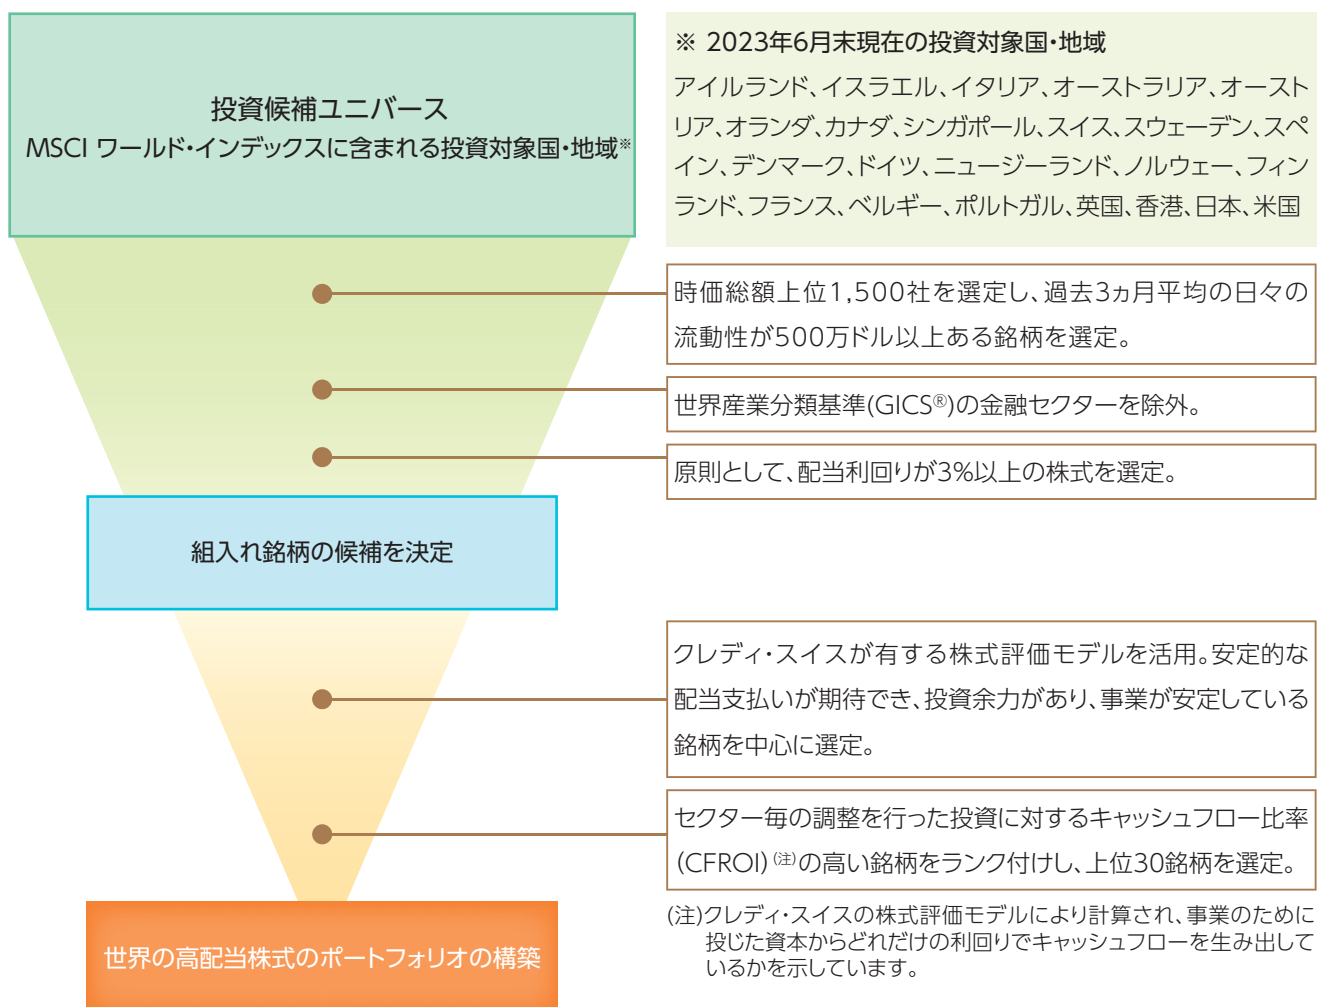 投資候補ユニバース
MSCI ワールド・インデックスに含まれる投資対象国・地域※
※ 2023年6月末現在の投資対象国・地域
アイルランド、イスラエル、イタリア、オーストラリア、オースト
リア、オランダ、カナダ、シンガポール、スイス、スウェーデン、スペ
イン、デンマーク、ドイツ、ニュージーランド、ノルウェー、フィン
ランド、フランス、ベルギー、ポルトガル、英国、香港、日本、米国
時価総額上位1,500社を選定し、過去3ヵ月平均の日々の
流動性が500万ドル以上ある銘柄を選定。
世界産業分類基準(GICS®)の金融セクターを除外。
原則として、配当利回りが3%以上の株式を選定。
組入れ銘柄の候補を決定
クレディ・スイスが有する株式評価モデルを活用。安定的な
配当支払いが期待でき、投資余力があり、事業が安定している
銘柄を中心に選定。
セクター毎の調整を行った投資に対するキャッシュフロー比率
(CFROI)(注)の高い銘柄をランク付けし、上位30銘柄を選定。
(注)クレディ・スイスの株式評価モデルにより計算され、事業のために
投じた資本からどれだけの利回りでキャッシュフローを生み出して
いるかを示しています。
世界の高配当株式のポートフォリオの構築